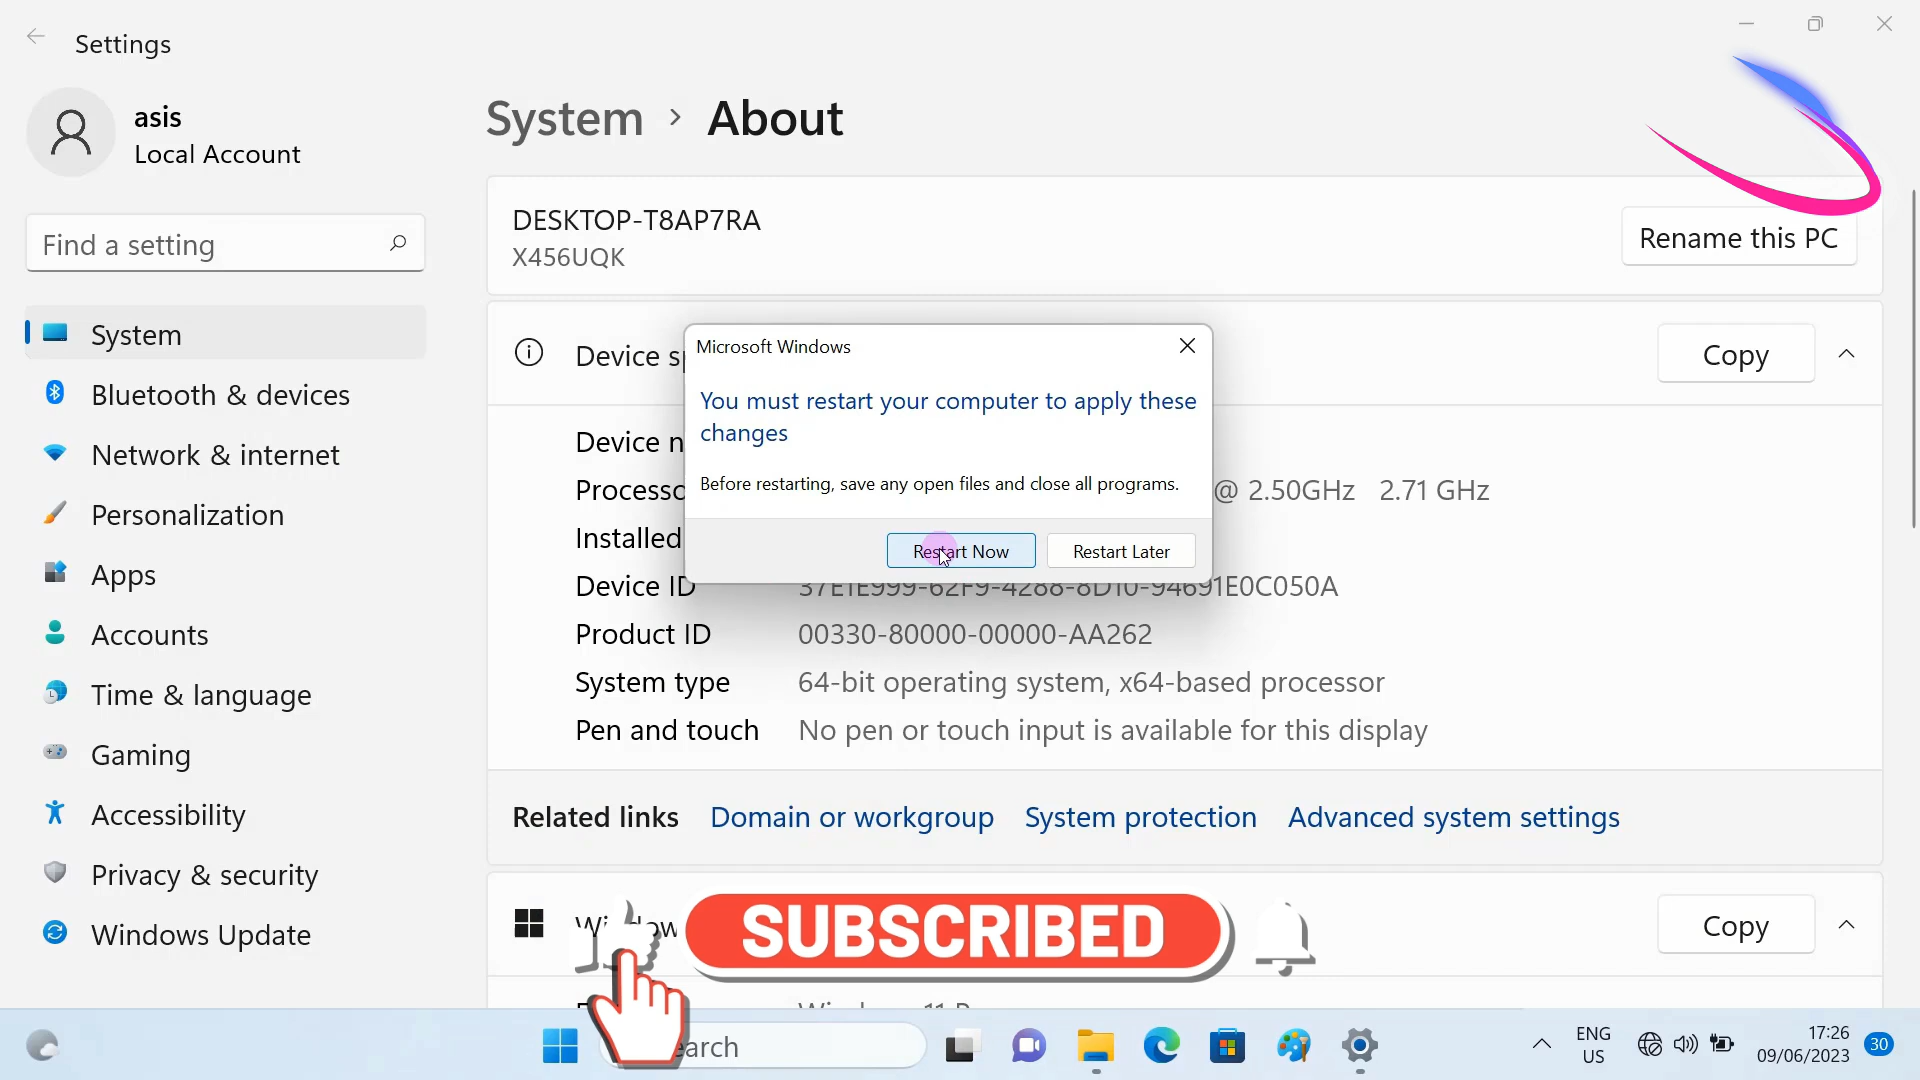 Settings
asis
Local Account
Find a setting
System
Bluetooth & devices
Network & internet
Personalization
Apps
Accounts
Time & language
Gaming
Accessibility
Privacy & security
Windows Update
System > About
DESKTOP-T8AP7RA
X456UQK
Rename this PC
Device
Copy
Device
@ 2.50GHz 2.71 GHz
Installed
Device ID
Product ID 00330-80000-00000-AA262
System type 64-bit operating system, x64-based processor
Pen and touch No pen or touch input is available for this display
Related links Domain or workgroup System protection Advanced system settings
Copy
Microsoft Windows
You must restart your computer to apply these
changes
Before restarting, save any open files and close all programs.
Restart Now Restart Later
SUBSCRIBED
ENG
US
17:26
09/06/2023
30